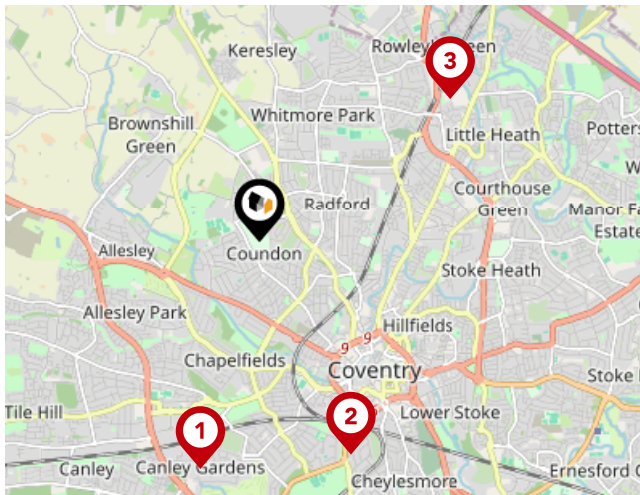 Keresley
Rowley Green
3
Whitmore Park
Brownshill
Green
Little Heath
Potters
Radford
Courthouse
Green
Manor Fa
Estate
Allesley
Coundon
Stoke Heath
Allesley Park
Hillfields
9
9
Chapelfields
Coventry
Stoke
Tile Hill
2
Lower Stoke
1
Canley
Canley Gardens
Cheylesmore
Ernesford G